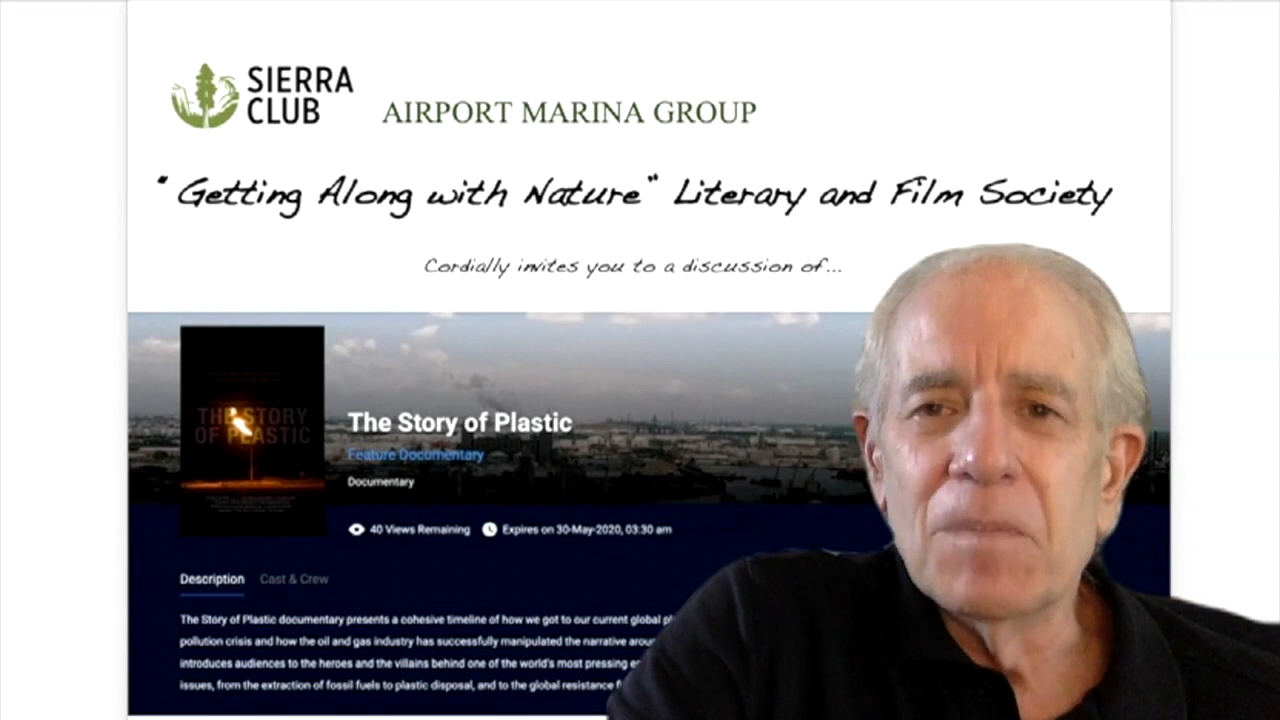 SIERRA
CLUB
AIRPORT MARINA GROUP
"Getting Along with Nature" Literary and Film Society
Cordially invites you to a discussion of...
THE STORY
OF PLASTIC
The Story of Plastic
Feature Documentary
Documentary
40 Views Remaining Expires on 30-May-2020, 03:30 am
Description Cast & Crew
The Story of Plastic documentary presents a cohesive timeline of how we got to our current global
pollution crisis and how the oil and gas industry has successfully manipulated the narrative
introduces audiences to the heroes and the villains behind one of the world's most pressing
issues, from the extraction of fossil fuels to plastic disposal, and to the global resistance